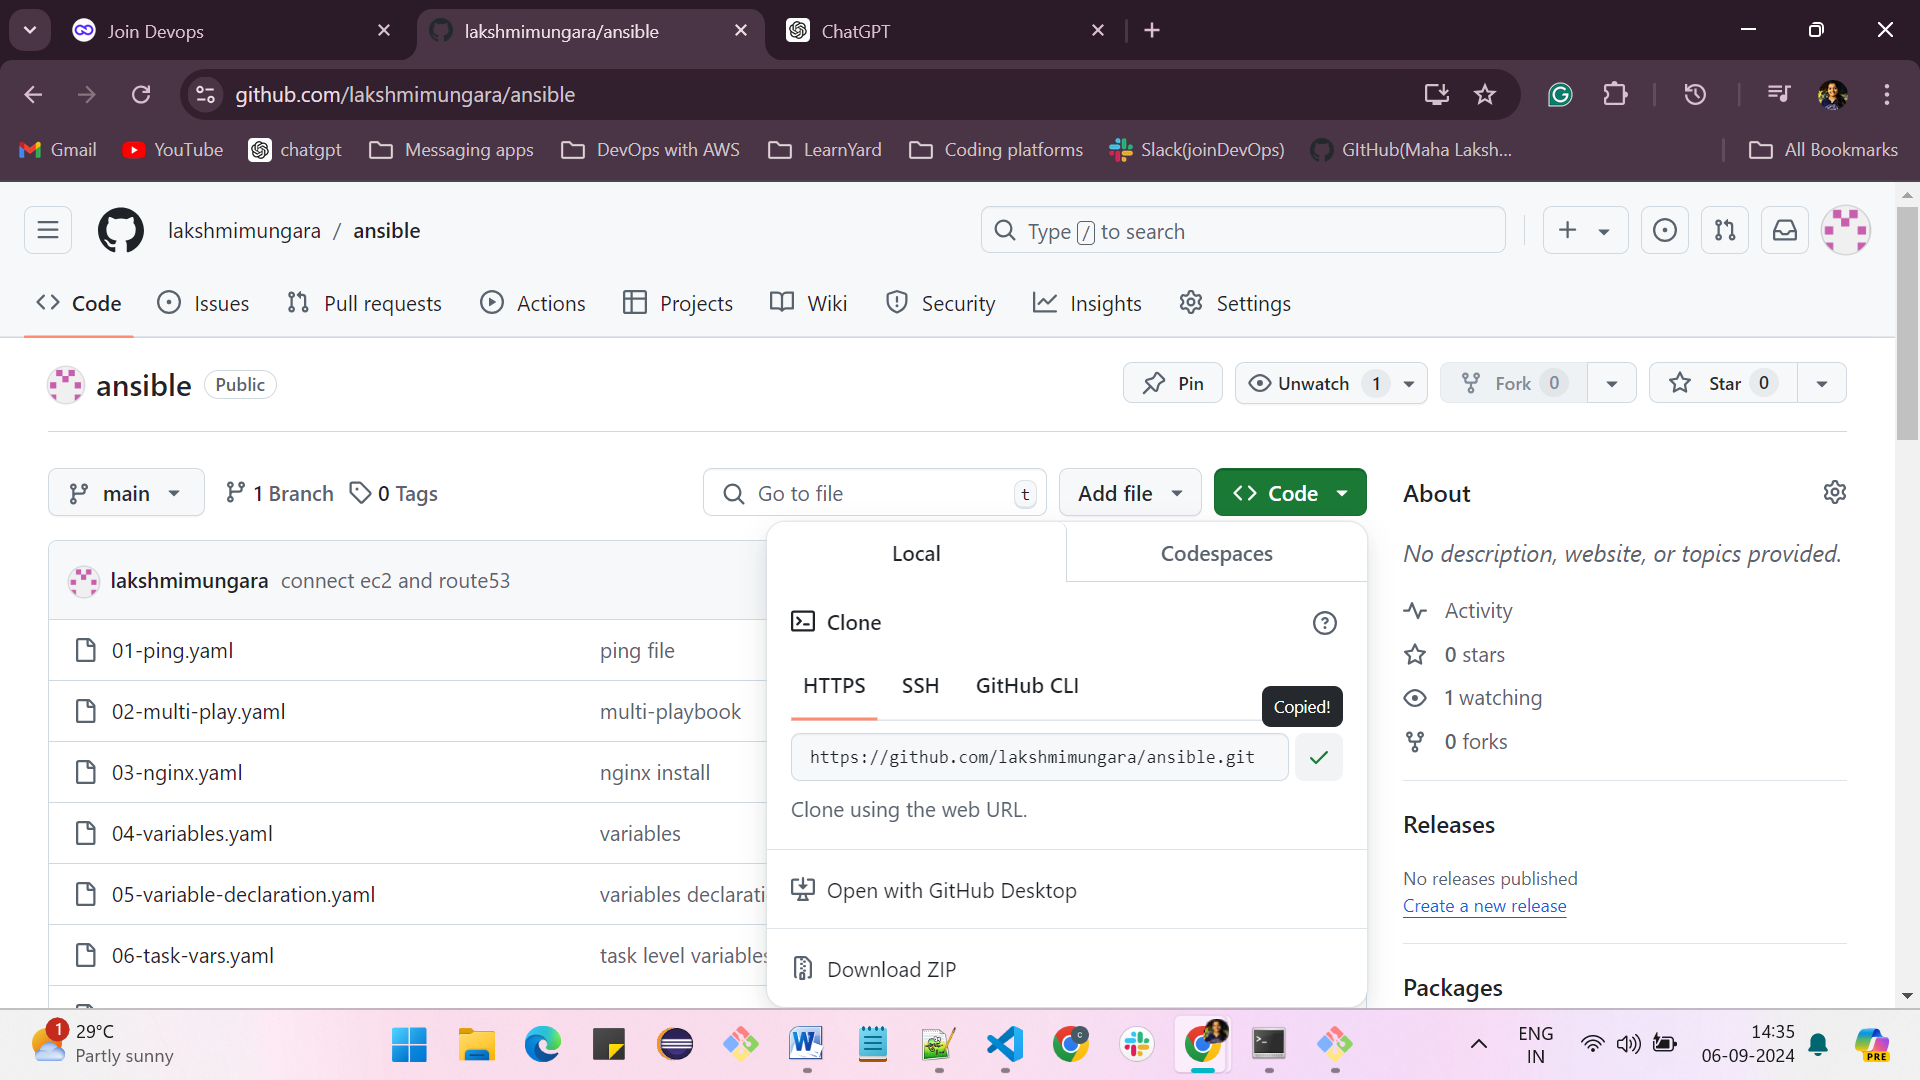 Join Devops
lakshmimungara/ansible
ChatGPT
github.com/lakshmimungara/ansible
Gmail
YouTube
chatgpt
Messaging apps
DevOps with AWS
LearnYard
Coding platforms
Slack(joinDevOps)
GItHub(Maha Laksh...
All Bookmarks
lakshmimungara / ansible
Type / to search
Code
Issues
Pull requests
Actions
Projects
Wiki
Security
Insights
Settings
ansible Public
Pin
Unwatch 1
Fork 0
Star 0
main
1 Branch
0 Tags
Go to file t
Add file
Code
About
Local
Codespaces
No description, website, or topics provided.
lakshmimungara connect ec2 and route53
Clone
Activity
01-ping.yaml ping file
HTTPS
SSH
GitHub CLI
0 stars
02-multi-play.yaml multi-playbook
Copied!
1 watching
https://github.com/lakshmimungara/ansible.git
0 forks
03-nginx.yaml nginx install
Clone using the web URL.
04-variables.yaml variables
Releases
05-variable-declaration.yaml variables declarati
Open with GitHub Desktop
No releases published
Create a new release
06-task-vars.yaml task level variables
Download ZIP
Packages
1
29°C
Partly sunny
C
ENG
IN
14:35
06-09-2024
PRE